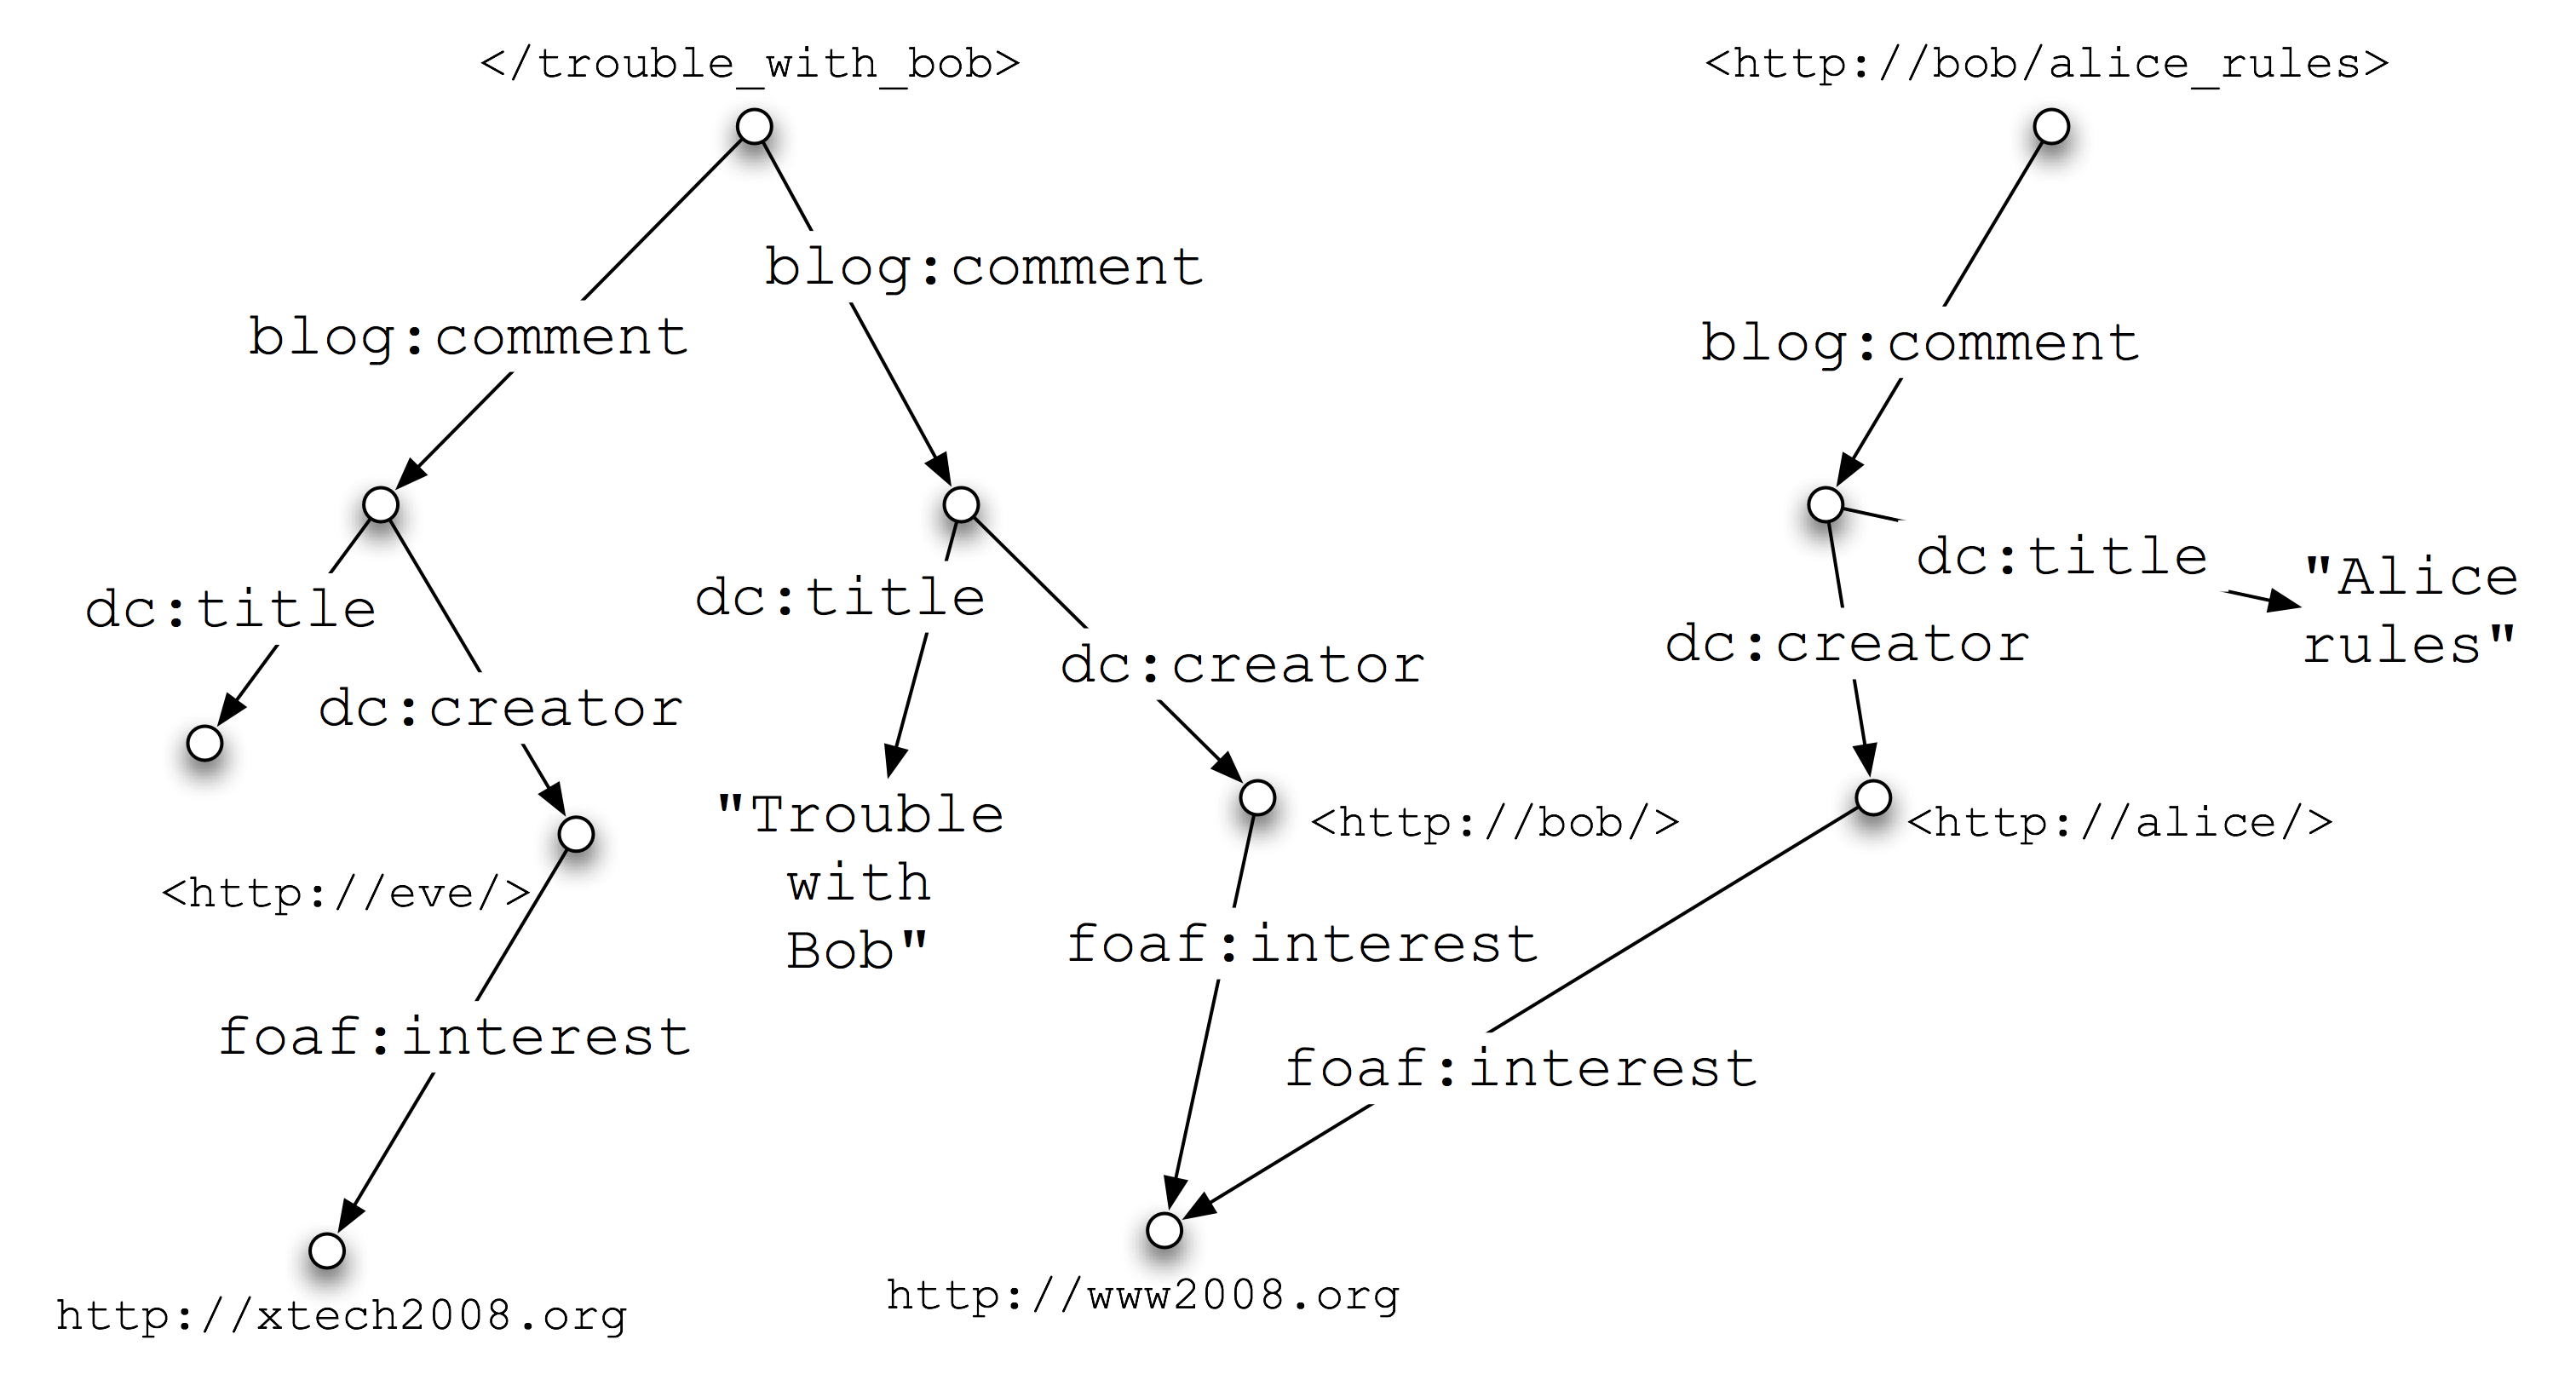 </trouble_with_bob>
<http://bob/alice_rules>
blog:comment
blog:comment
blog:comment
dc:title
dc:creator
dc:title
dc:creator
dc:title
dc:creator
"Alice
rules"
"Trouble
with
Bob"
<http://eve/>
<http://bob/>
<http://alice/>
foaf:interest
foaf:interest
foaf:interest
http://xtech2008.org
http://www2008.org